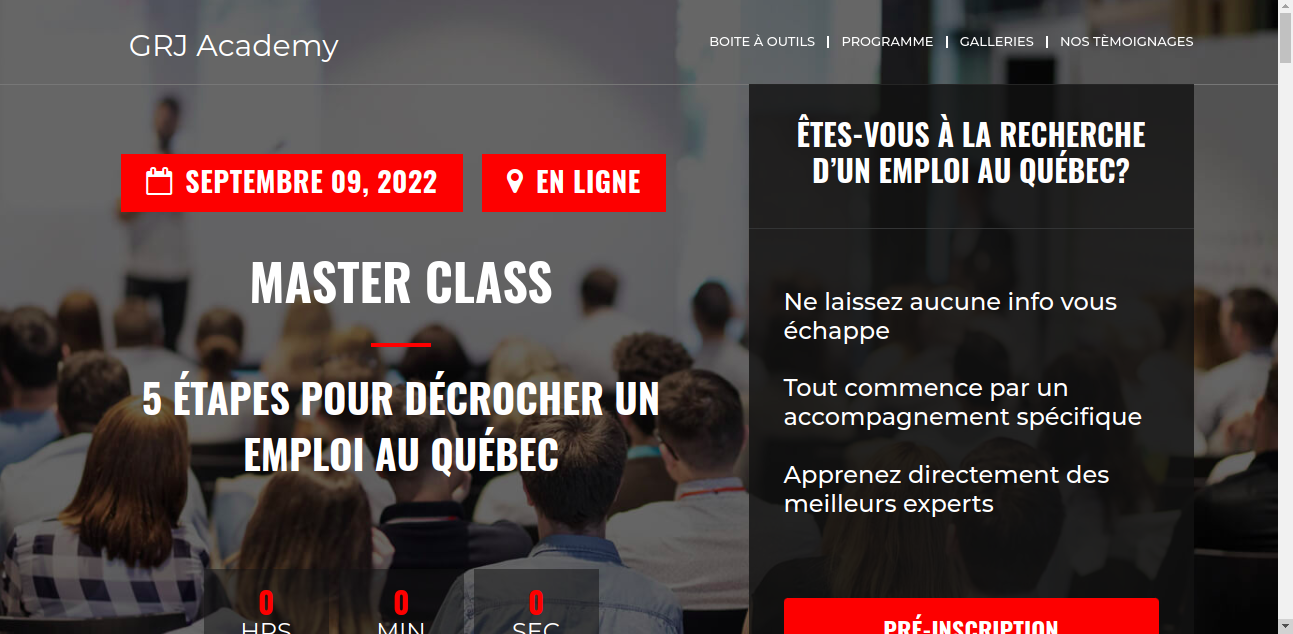 GRJ Academy
BOITE À OUTILS
PROGRAMME
GALLERIES
NOS TÈMOIGNAGES
SEPTEMBRE 09, 2022
EN LIGNE
MASTER CLASS
5 ÉTAPES POUR DÉCROCHER UN
EMPLOI AU QUÉBEC
0
HRS
0
MIN
0
SEC
ÊTES-VOUS À LA RECHERCHE
D’UN EMPLOI AU QUÉBEC?
Ne laissez aucune info vous
échappe
Tout commence par un
accompagnement spécifique
Apprenez directement des
meilleurs experts
PRÉ-INSCRIPTION